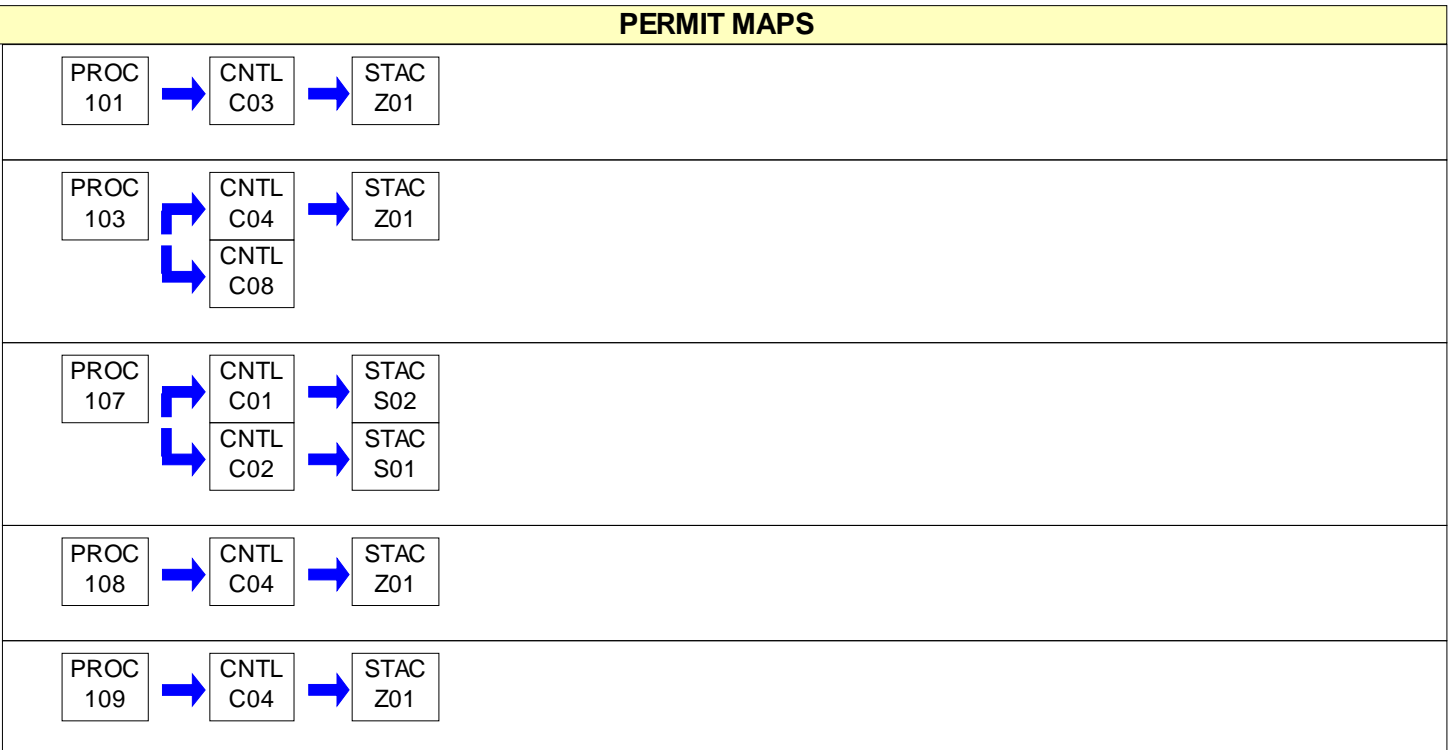 PERMIT MAPS
PROC CNTL STAC
101 C03 Z01
PROC CNTL STAC
103 C04 Z01
CNTL
C08
PROC CNTL STAC
107 C01 S02
CNTL STAC
C02 S01
PROC CNTL STAC
108 C04 Z01
PROC CNTL STAC
109 C04 Z01